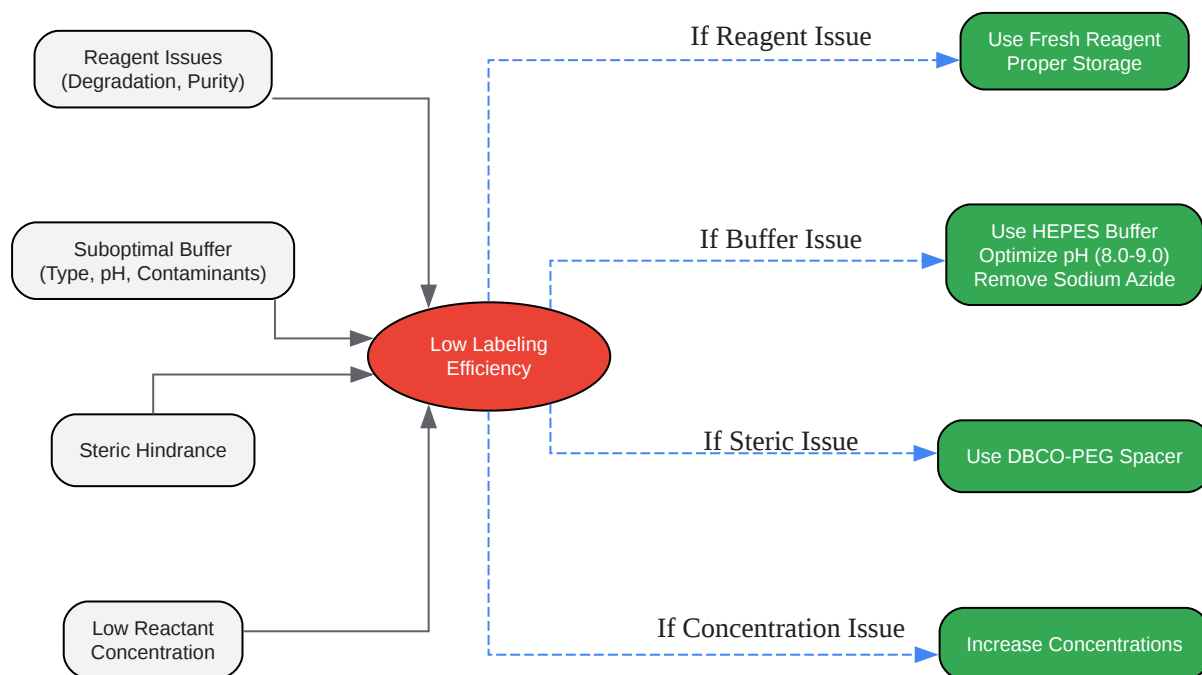 Reagent Issues
(Degradation, Purity)
If Reagent Issue
Use Fresh Reagent
Proper Storage
Suboptimal Buffer
(Type, pH, Contaminants)
If Buffer Issue
Use HEPES Buffer
Optimize pH (8.0-9.0)
Remove Sodium Azide
Low Labeling
Efficiency
Steric Hindrance
If Steric Issue
Use DBCO-PEG Spacer
Low Reactant
Concentration
If Concentration Issue
Increase Concentrations